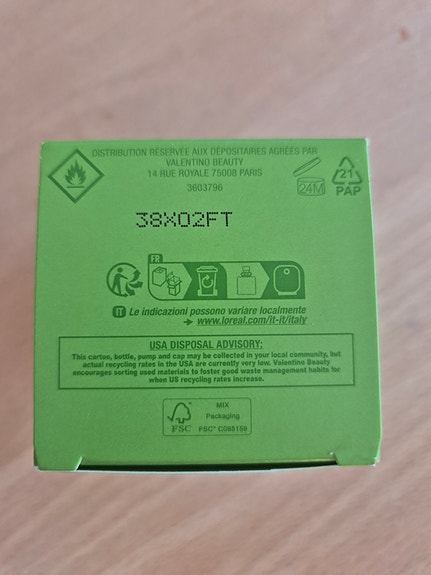 DISTRIBUTION RÉSERVÉE AUX DÉPOSITAIRES AGRÉÉS PAR
VALENTINO BEAUTY
14 RUE ROYALE 75008 PARIS
3603796
24M
21
PAP
38X02FT
FR
IT Le indicazioni possono variare localmente
www.loreal.com/it-it/italy
USA DISPOSAL ADVISORY:
This carton, bottle, pump and cap may be collected in your local community, but
actual recycling rates in the USA are currently very low. Valentino Beauty
encourages sorting used materials to foster good waste management habits for
when US recycling rates increase.
FSC
MIX
Packaging
FSC® C085159